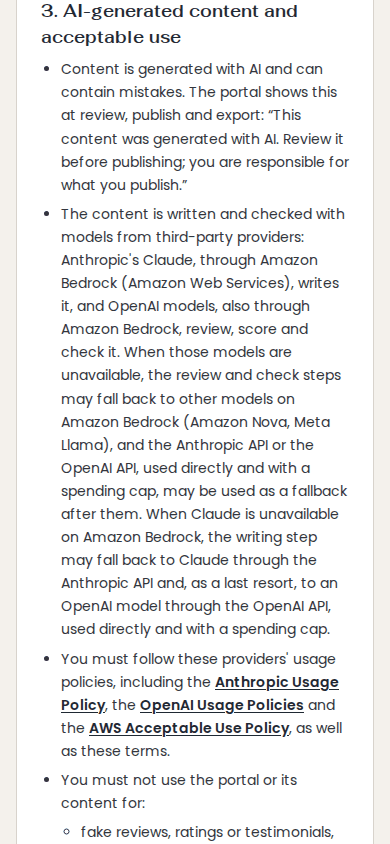 3. AI-generated content and
acceptable use
• Content is generated with AI and can
contain mistakes. The portal shows this
at review, publish and export: “This
content was generated with AI. Review it
before publishing; you are responsible for
what you publish.”
• The content is written and checked with
models from third-party providers:
Anthropic's Claude, through Amazon
Bedrock (Amazon Web Services), writes
it, and OpenAI models, also through
Amazon Bedrock, review, score and
check it. When those models are
unavailable, the review and check steps
may fall back to other models on
Amazon Bedrock (Amazon Nova, Meta
Llama), and the Anthropic API or the
OpenAI API, used directly and with a
spending cap, may be used as a fallback
after them. When Claude is unavailable
on Amazon Bedrock, the writing step
may fall back to Claude through the
Anthropic API and, as a last resort, to an
OpenAI model through the OpenAI API,
used directly and with a spending cap.
• You must follow these providers' usage
policies, including the Anthropic Usage
Policy, the OpenAI Usage Policies and
the AWS Acceptable Use Policy, as well
as these terms.
• You must not use the portal or its
content for:
◦ fake reviews, ratings or testimonials,